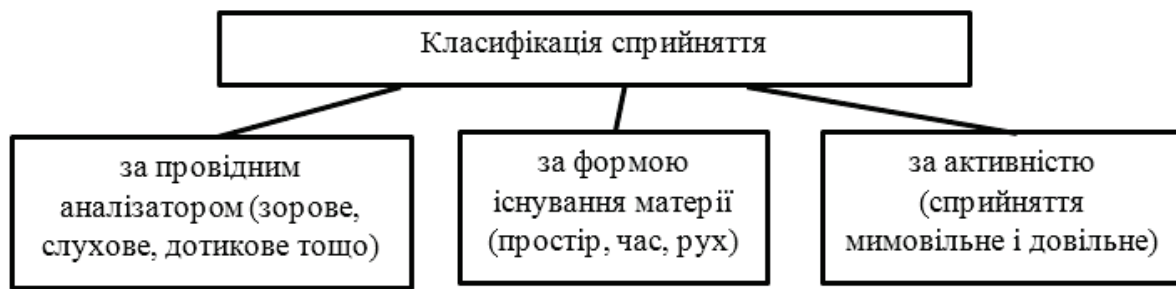 Класифікація сприйняття
за провідним
аналізатором (зорове,
слухове, дотикове тощо)
за формою
існування матерії
(простір, час, рух)
за активністю
(сприйняття
мимовільне і довільне)